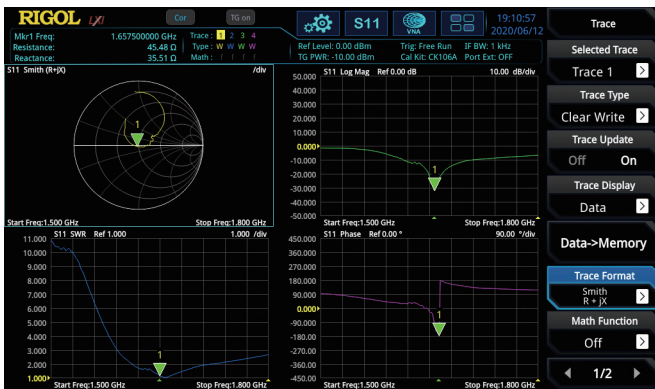 RIGOL LXI Cor TG on S11 VNA 19:10:57
2020/06/12
Mkr1 Freq: 1.657500000 GHz
Resistance: 45.48 Ω
Reactance: 35.51 Ω
Trace : 1 2 3 4
Type : W W W W
Math : f f f f
Ref Level: 0.00 dBm Trig: Free Run IF BW: 1 kHz
TG PWR: -10.00 dBm Cal Kit: CK106A Port Ext: OFF
S11 Smith (R+jX) /div
1
Start Freq:1.500 GHz Stop Freq:1.800 GHz
S11 Log Mag Ref 0.00 dB 10.00 dB/div
50.000
40.000
30.000
20.000
10.000
0.000
-10.000
-20.000
-30.000
-40.000
-50.000
1
Start Freq:1.500 GHz Stop Freq:1.800 GHz
S11 SWR Ref 1.000 1.000 /div
11.000
10.000
9.000
8.000
7.000
6.000
5.000
4.000
3.000
2.000
1.000
1
Start Freq:1.500 GHz Stop Freq:1.800 GHz
S11 Phase Ref 0.00 ° 90.00 °/div
450.000
360.000
270.000
180.000
90.000
0.000
-90.000
-180.00
-270.00
-360.00
-450.00
1
Start Freq:1.500 GHz Stop Freq:1.800 GHz
Trace
Selected Trace
Trace 1
Trace Type
Clear Write
Trace Update
Off On
Trace Display
Data
Data->Memory
Trace Format
Smith
R + jX
Math Function
Off
1/2